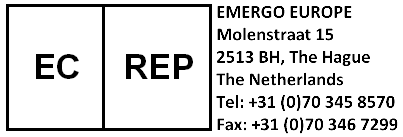 EC REP
EMERGO EUROPE
Molenstraat 15
2513 BH, The Hague
The Netherlands
Tel: +31 (0)70 345 8570
Fax: +31 (0)70 346 7299